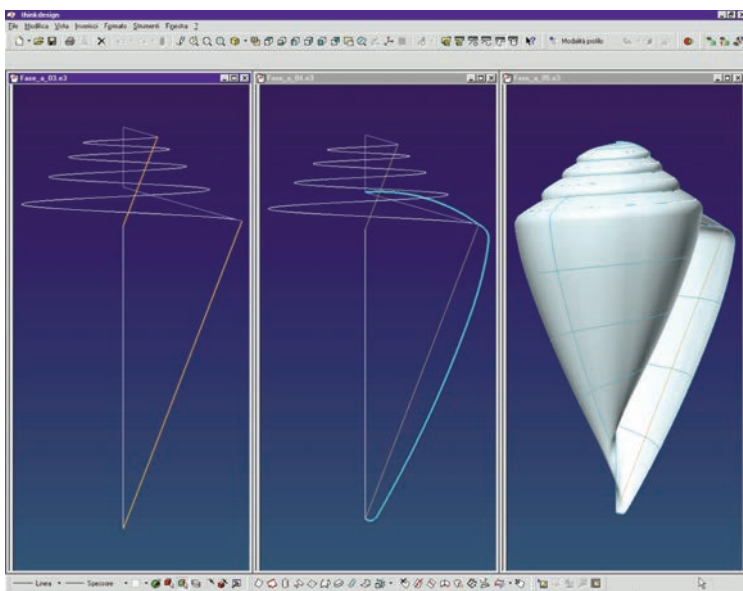 thinkdesign
File Modifica Vista Inserisci Formato Strumenti Finestra ?
Modalità profilo
Fase_a_03.e3
Fase_a_04.e3
Fase_a_05.e3
Linea Spessore